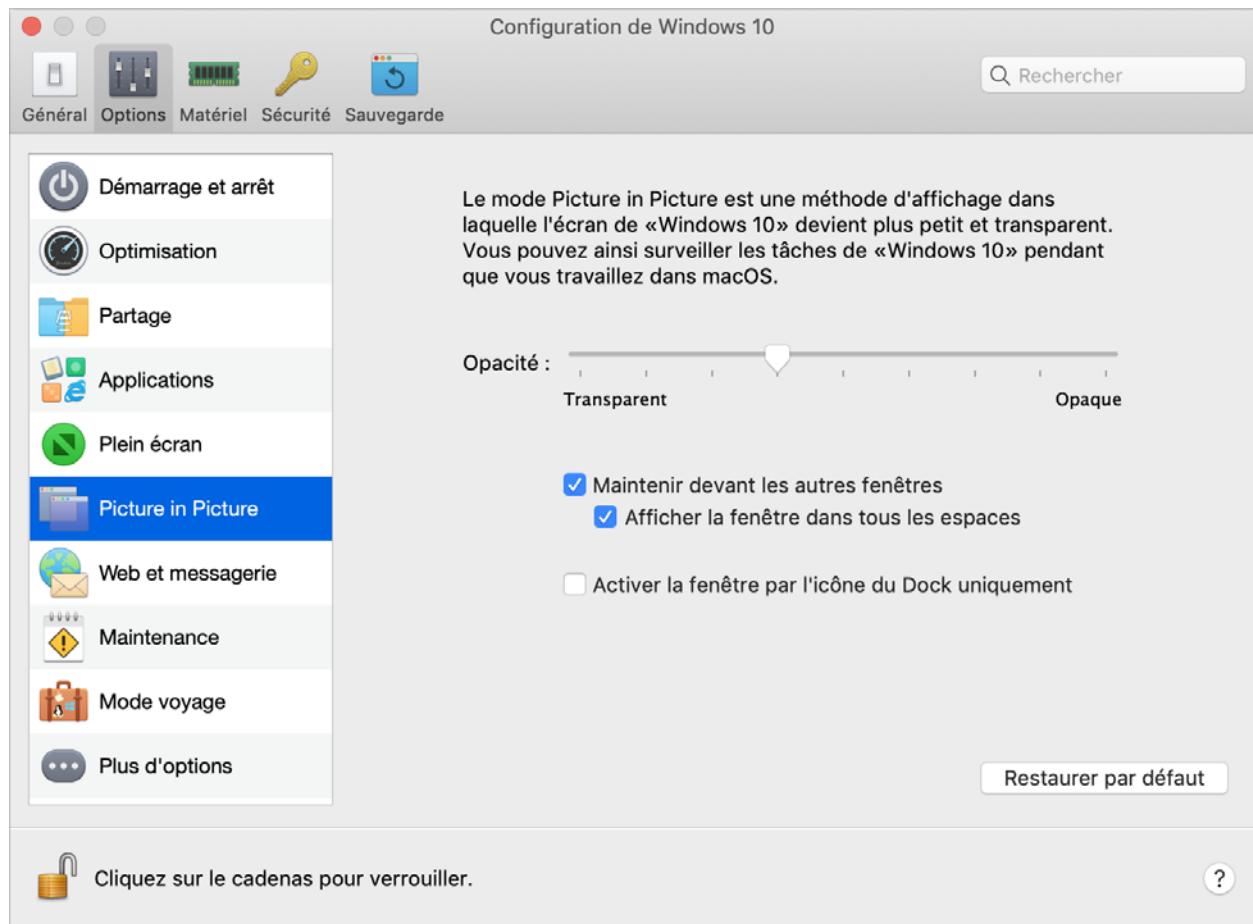 Configuration de Windows 10
Rechercher
Général Options Matériel Sécurité Sauvegarde
Démarrage et arrêt
Optimisation
Partage
Applications
Plein écran
Picture in Picture
Web et messagerie
Maintenance
Mode voyage
Plus d'options
Le mode Picture in Picture est une méthode d'affichage dans
laquelle l'écran de «Windows 10» devient plus petit et transparent.
Vous pouvez ainsi surveiller les tâches de «Windows 10» pendant
que vous travaillez dans macOS.
Opacité :
Transparent Opaque
Maintenir devant les autres fenêtres
Afficher la fenêtre dans tous les espaces
Activer la fenêtre par l'icône du Dock uniquement
Restaurer par défaut
Cliquez sur le cadenas pour verrouiller.
?